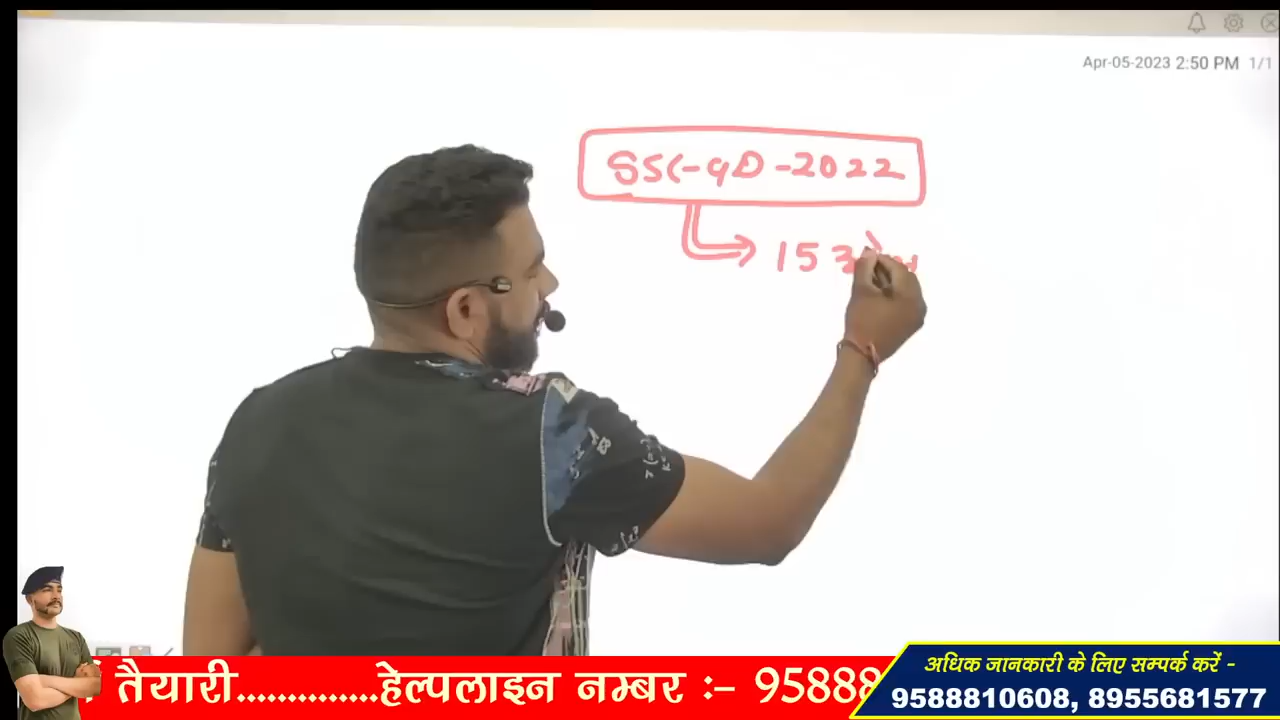 Apr-05-2023 2:50 PM 1/1
SSC-GD-2022
15
तैयारी..............हेल्पलाइन नम्बर :- 95888
अधिक जानकारी के लिए सम्पर्क करें -
9588810608, 8955681577